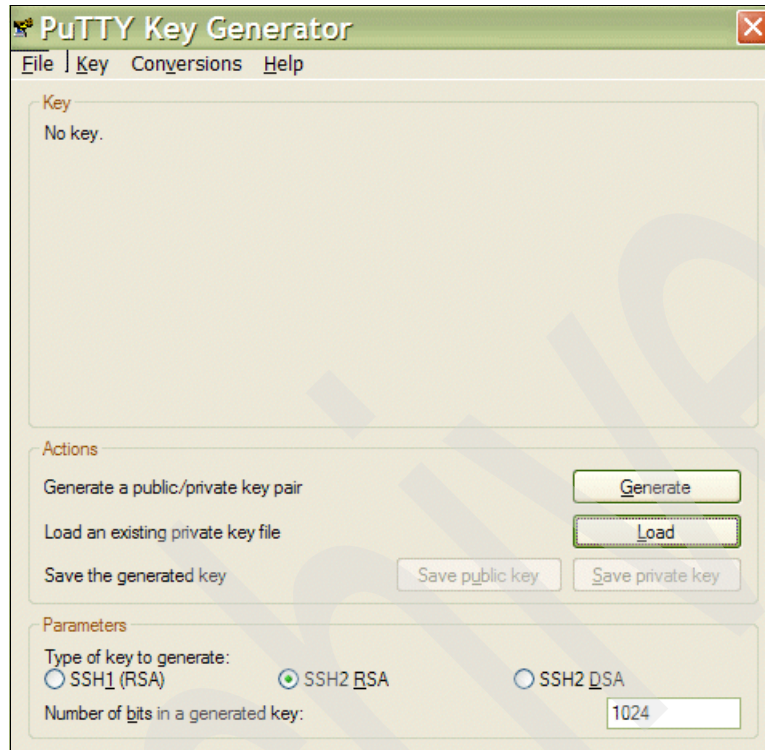 PuTTY Key Generator
File Key Conversions Help
Key
No key.
Actions
Generate a public/private key pair Generate
Load an existing private key file Load
Save the generated key Save public key Save private key
Parameters
Type of key to generate:
SSH1 (RSA) SSH2 RSA SSH2 DSA
Number of bits in a generated key: 1024